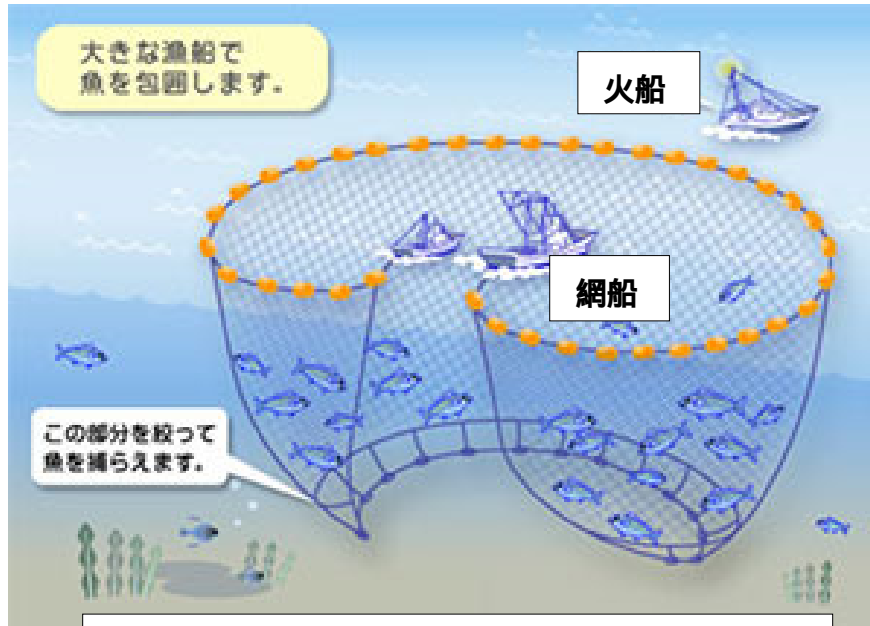 大きな漁船で
魚を包囲します。
火船
網船
この部分を絞って
魚を捕らえます。